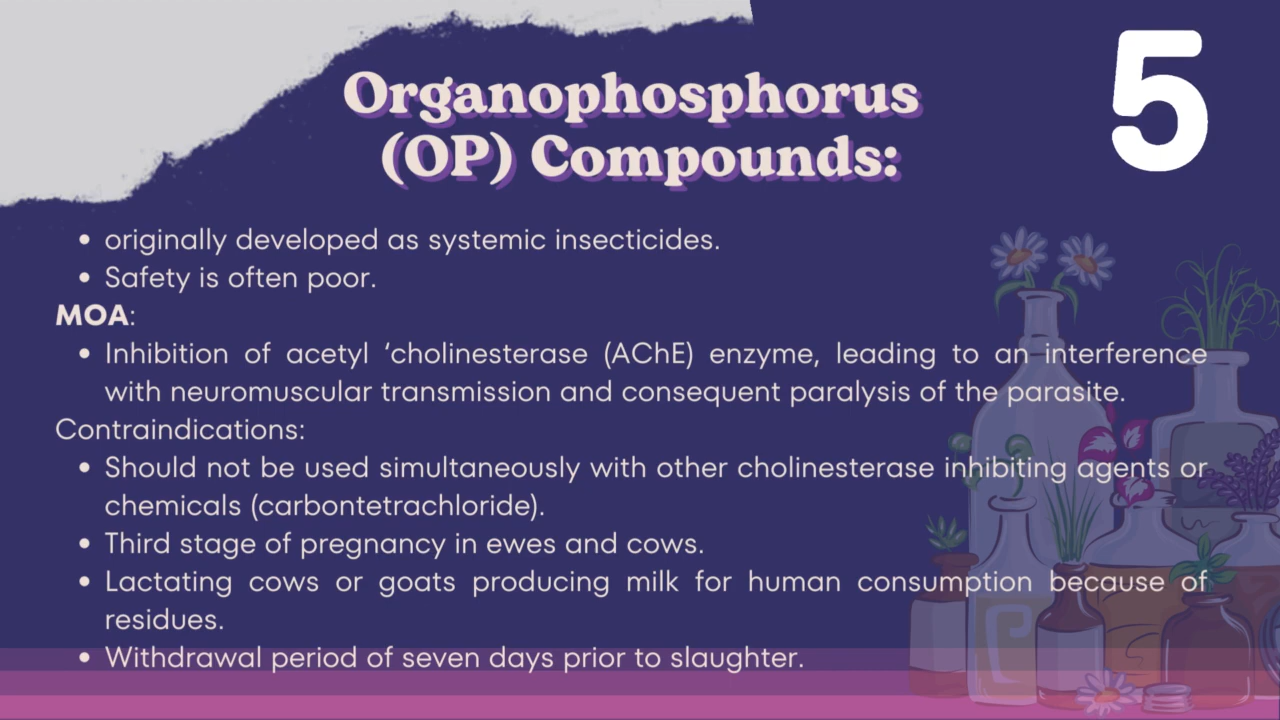 5
Organophosphorus
(OP) Compounds:
• originally developed as systemic insecticides.
• Safety is often poor.
MOA:
• Inhibition of acetyl ‘cholinesterase (AChE) enzyme, leading to an interference
with neuromuscular transmission and consequent paralysis of the parasite.
Contraindications:
• Should not be used simultaneously with other cholinesterase inhibiting agents or
chemicals (carbontetrachloride).
• Third stage of pregnancy in ewes and cows.
• Lactating cows or goats producing milk for human consumption because of
residues.
• Withdrawal period of seven days prior to slaughter.